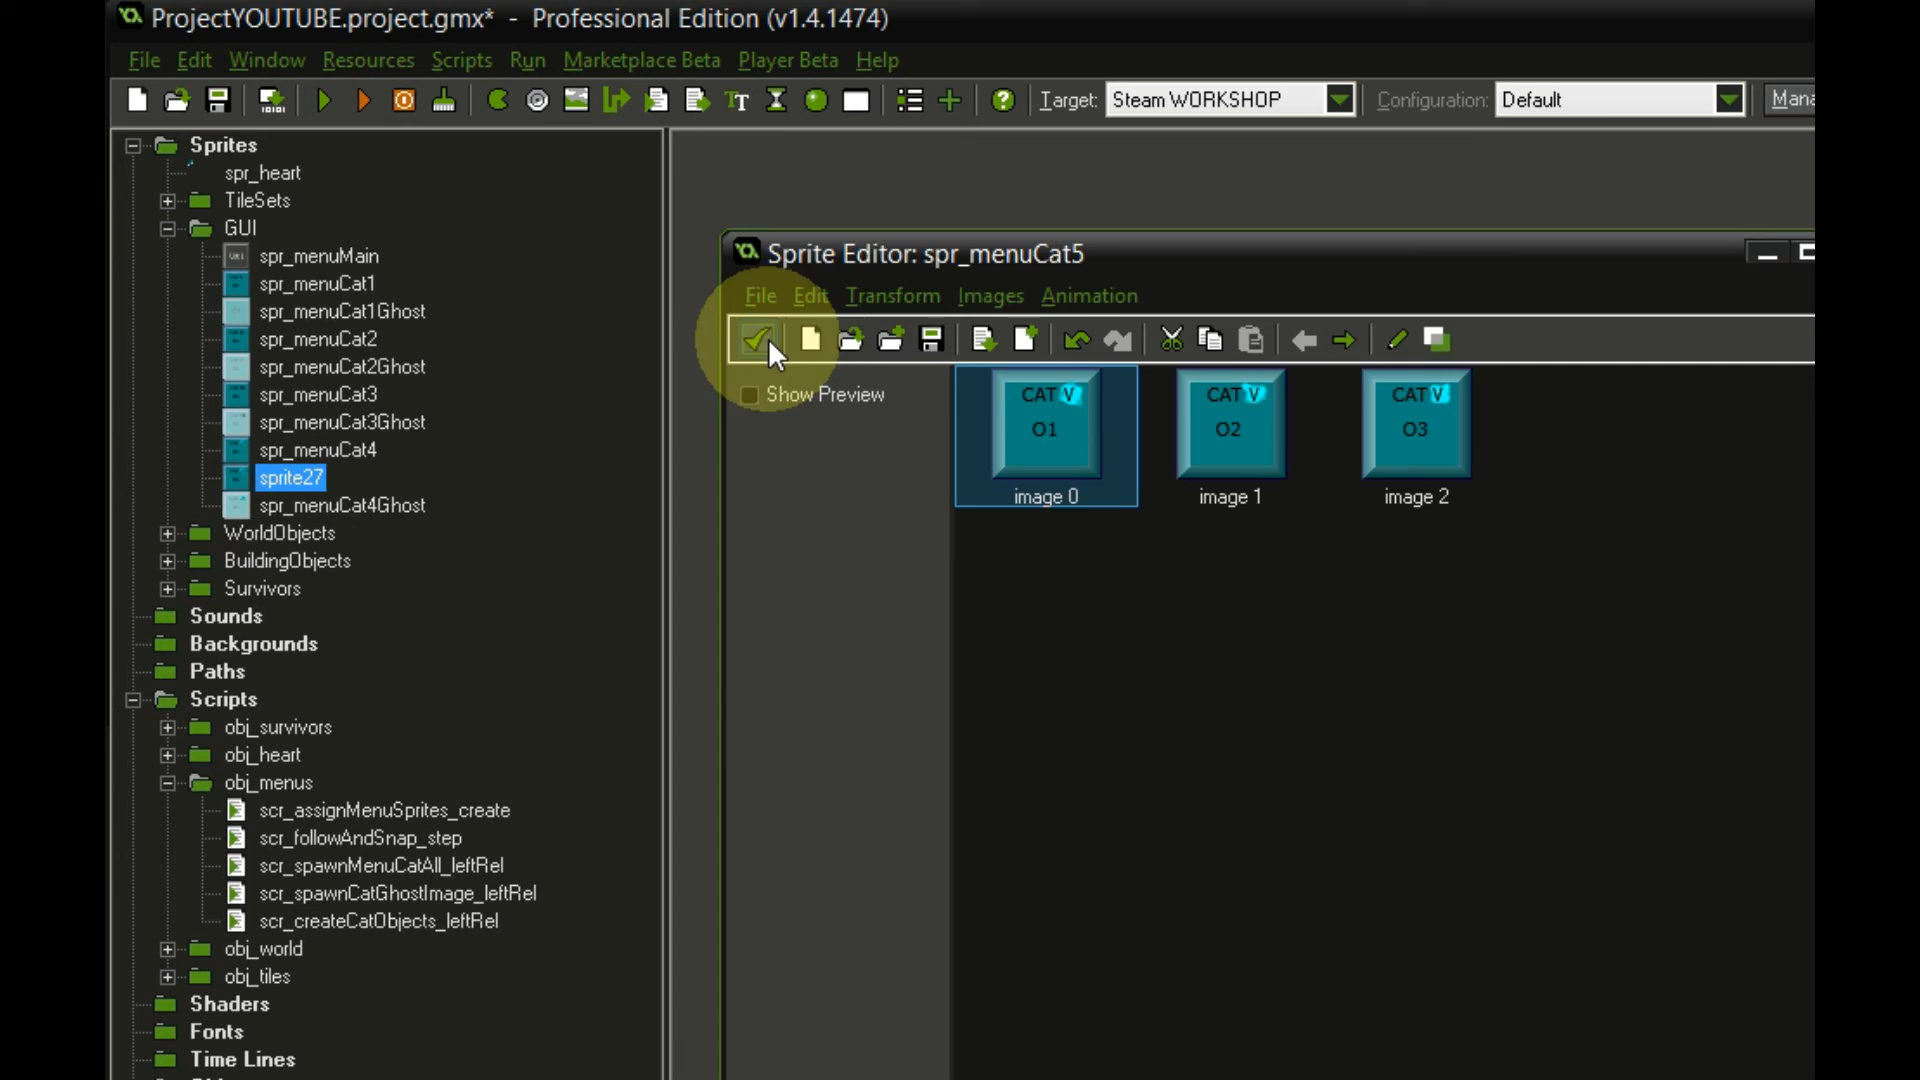 ProjectYOUTUBE.project.gmx* - Professional Edition (v1.4.1474)
File Edit Window Resources Scripts Run Marketplace Beta Player Beta Help
Target: Steam WORKSHOP Configuration: Default Mana
Sprites
spr_heart
TileSets
GUI
spr_menuMain
spr_menuCat1
spr_menuCat1Ghost
spr_menuCat2
spr_menuCat2Ghost
spr_menuCat3
spr_menuCat3Ghost
spr_menuCat4
sprite27
spr_menuCat4Ghost
WorldObjects
BuildingObjects
Survivors
Sounds
Backgrounds
Paths
Scripts
obj_survivors
obj_heart
obj_menus
scr_assignMenuSprites_create
scr_followAndSnap_step
scr_spawnMenuCatAll_leftRel
scr_spawnCatGhostImage_leftRel
scr_createCatObjects_leftRel
obj_world
obj_tiles
Shaders
Fonts
Time Lines
Sprite Editor: spr_menuCat5
File Edit Transform Images Animation
Show Preview
CAT V
O1
image 0
CAT V
O2
image 1
CAT V
O3
image 2